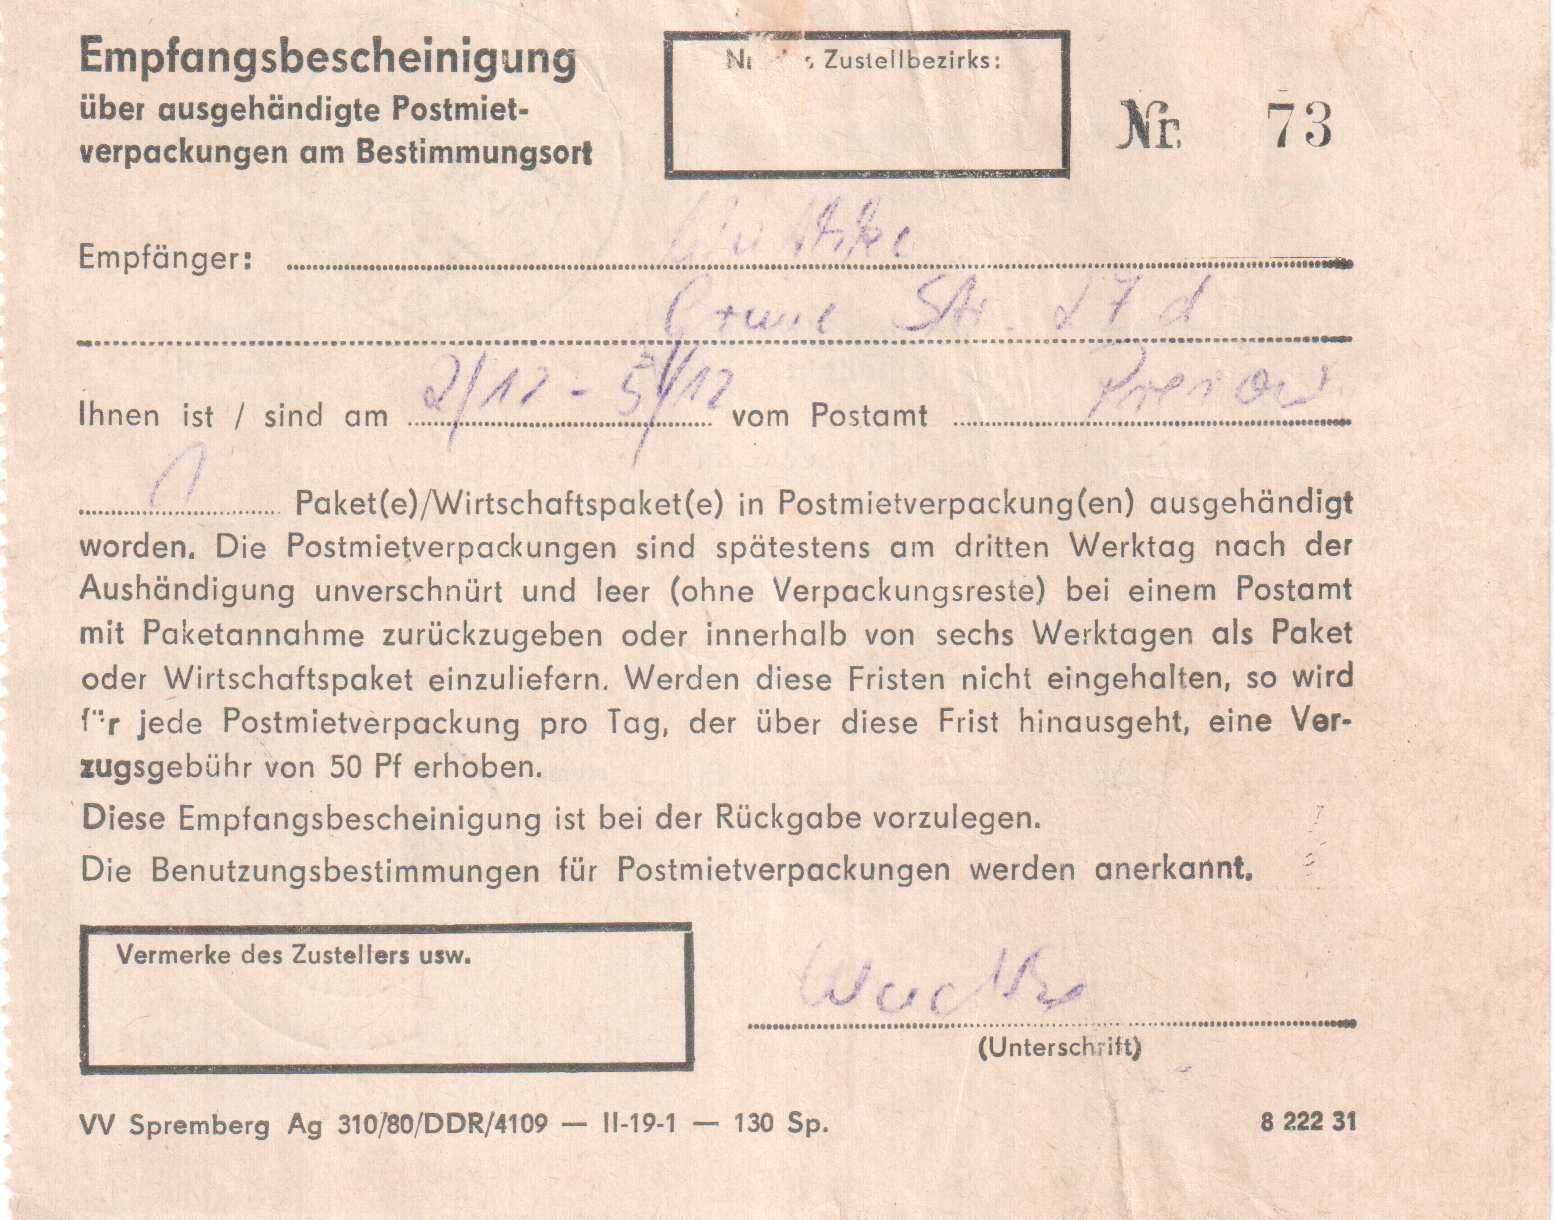 Empfangsbescheinigung
über ausgehändigte Postmiet-
verpackungen am Bestimmungsort
Zustellbezirks:
Nr. 73
Empfänger:
Str. 27 d
Ihnen ist / sind am 2/12 - 5/12 vom Postamt Prerow
1 Paket(e)/Wirtschaftspaket(e) in Postmietverpackung(en) ausgehändigt
worden. Die Postmietverpackungen sind spätestens am dritten Werktag nach der
Aushändigung unverschnürt und leer (ohne Verpackungsreste) bei einem Postamt
mit Paketannahme zurückzugeben oder innerhalb von sechs Werktagen als Paket
oder Wirtschaftspaket einzuliefern. Werden diese Fristen nicht eingehalten, so wird
für jede Postmietverpackung pro Tag, der über diese Frist hinausgeht, eine Ver-
zugsgebühr von 50 Pf erhoben.
Diese Empfangsbescheinigung ist bei der Rückgabe vorzulegen.
Die Benutzungsbestimmungen für Postmietverpackungen werden anerkannt.
Vermerke des Zustellers usw.
(Unterschrift)
VV Spremberg Ag 310/80/DDR/4109 — II-19-1 — 130 Sp.
8 222 31